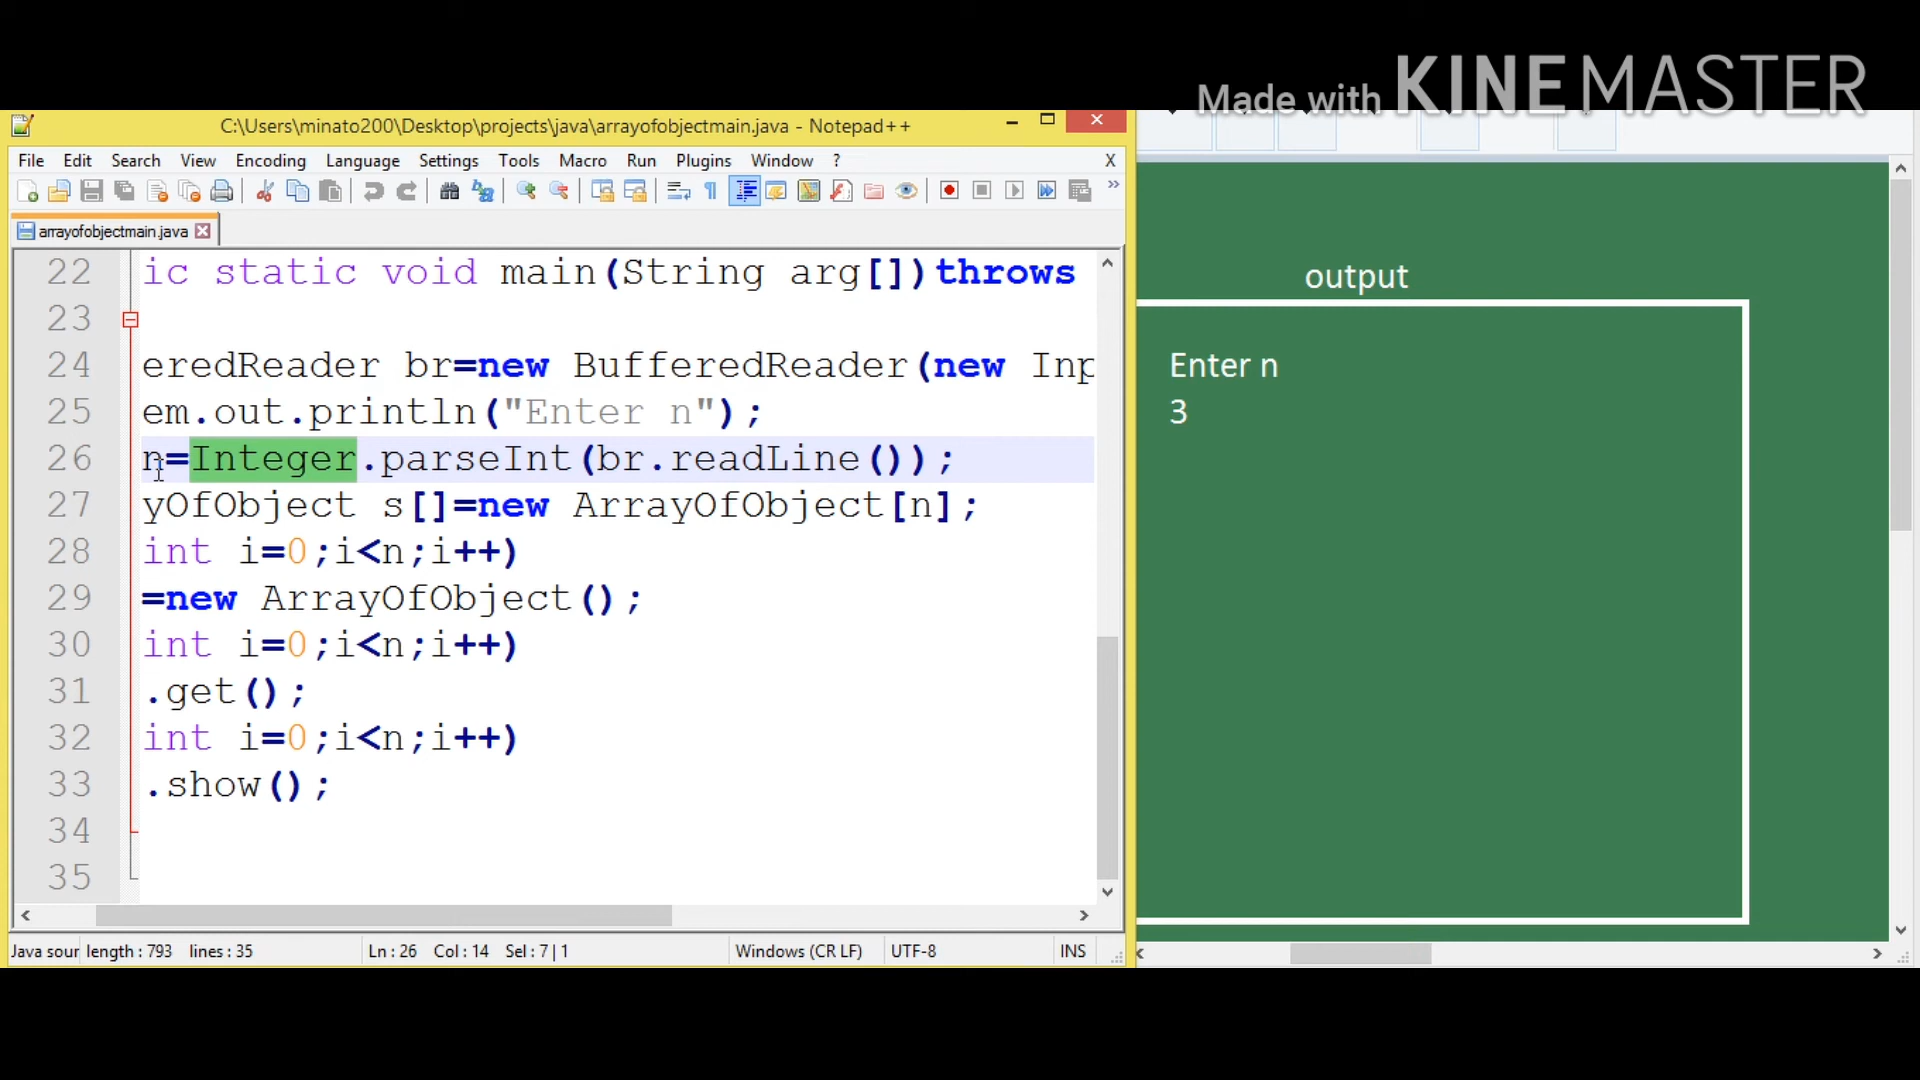 Made with KINEMASTER
C:\Users\minato200\Desktop\projects\java\arrayofobjectmain.java - Notepad++
File Edit Search View Encoding Language Settings Tools Macro Run Plugins Window ? X
arrayofobjectmain.java
22 ic static void main(String arg[])throws
23
24 eredReader br=new BufferedReader(new Inp
25 em.out.println("Enter n");
26 n=Integer.parseInt(br.readLine());
27 yOfObject s[]=new ArrayOfObject[n];
28 int i=0;i<n;i++)
29 =new ArrayOfObject();
30 int i=0;i<n;i++)
31 .get();
32 int i=0;i<n;i++)
33 .show();
34
35
Java sour length : 793 lines : 35 Ln : 26 Col : 14 Sel : 7 | 1 Windows (CR LF) UTF-8 INS
output
Enter n
3